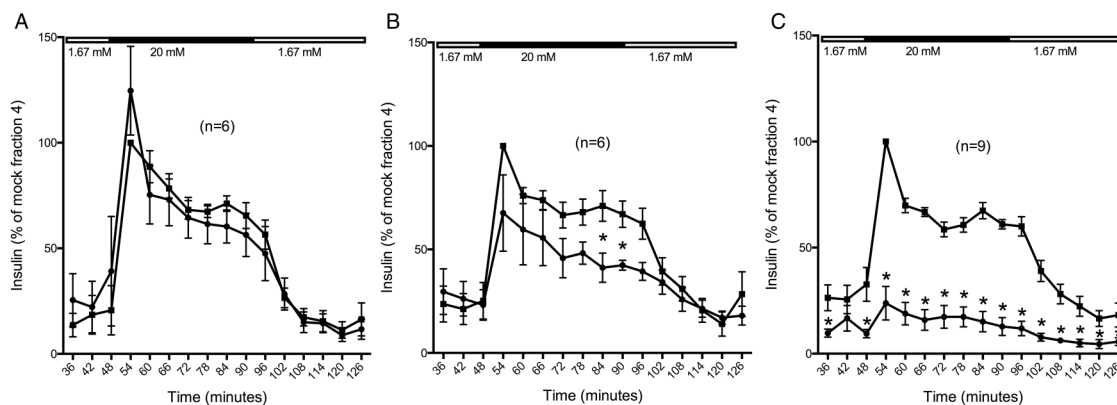 A
B
C
1.67 mM
20 mM
1.67 mM
1.67 mM
20 mM
1.67 mM
1.67 mM
20 mM
1.67 mM
Insulin (% of mock fraction 4)
150
100
50
0
(n=6)
36 42 48 54 60 66 72 78 84 90 96 102 108 114 120 126
Time (minutes)
Insulin (% of mock fraction 4)
150
100
50
0
(n=6)
* *
36 42 48 54 60 66 72 78 84 90 96 102 108 114 120 126
Time (minutes)
Insulin (% of mock fraction 4)
150
100
50
0
(n=9)
* * * * * * * * * * * * * * *
36 42 48 54 60 66 72 78 84 90 96 102 108 114 120 126
Time (minutes)